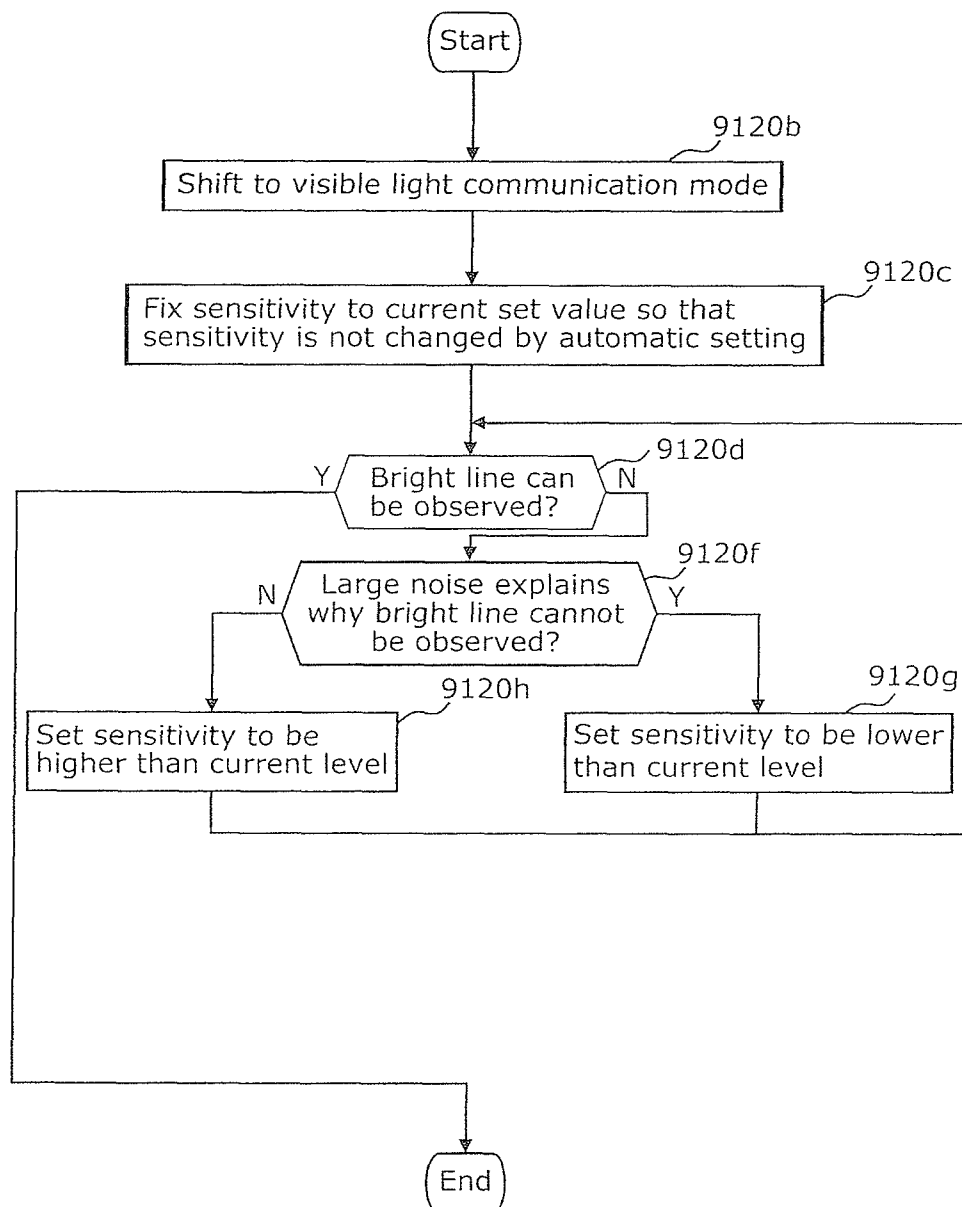 Start
9120b
Shift to visible light communication mode
9120c
Fix sensitivity to current set value so that
sensitivity is not changed by automatic setting
9120d
Y
Bright line can
be observed?
N
9120f
N
Large noise explains
why bright line cannot
be observed?
Y
9120h
Set sensitivity to be
higher than current level
9120g
Set sensitivity to be lower
than current level
End